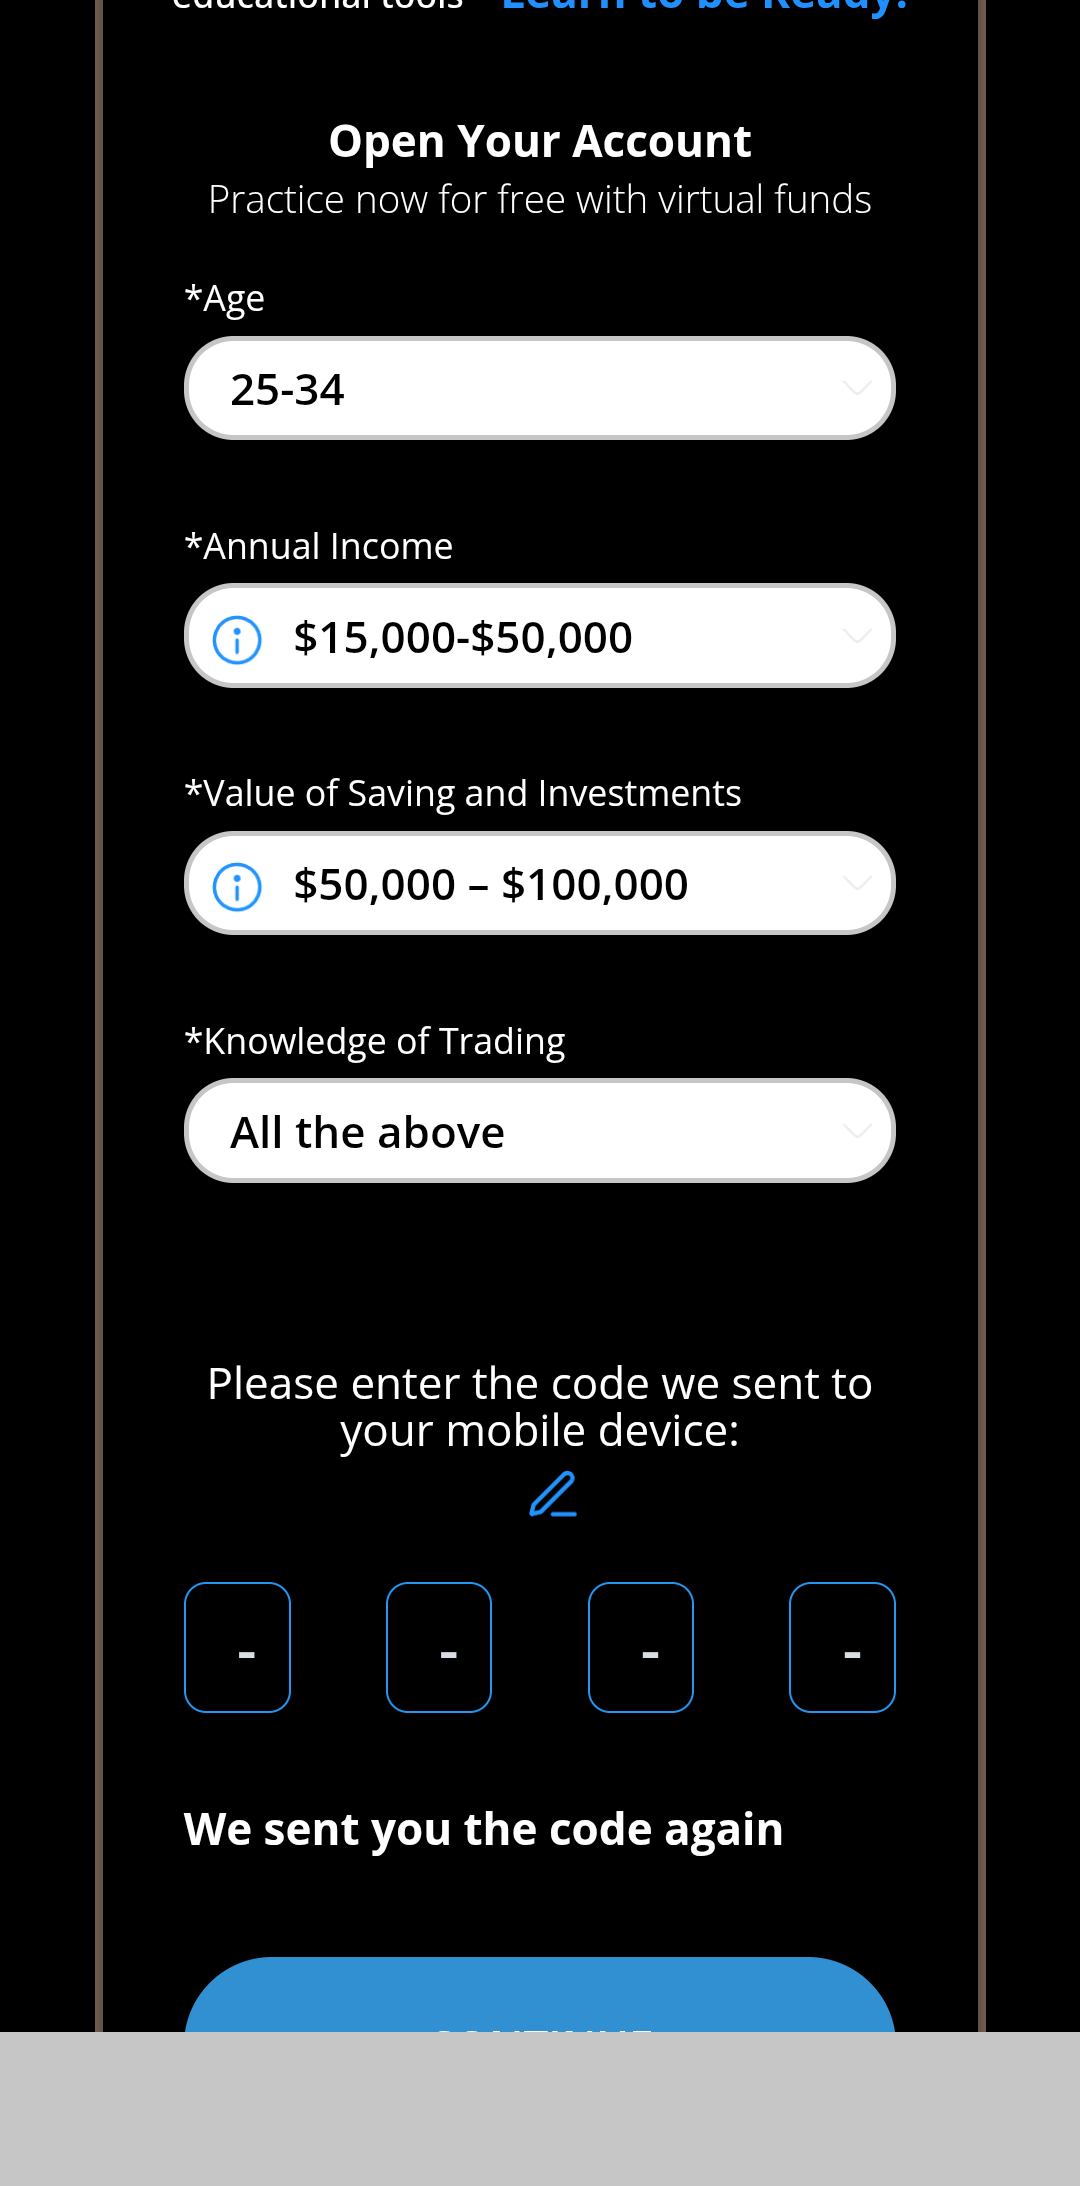 educational tools Learn to be Ready!
Open Your Account
Practice now for free with virtual funds
*Age
25-34
*Annual Income
$15,000-$50,000
*Value of Saving and Investments
$50,000 – $100,000
*Knowledge of Trading
All the above
Please enter the code we sent to
your mobile device:
- - - -
We sent you the code again